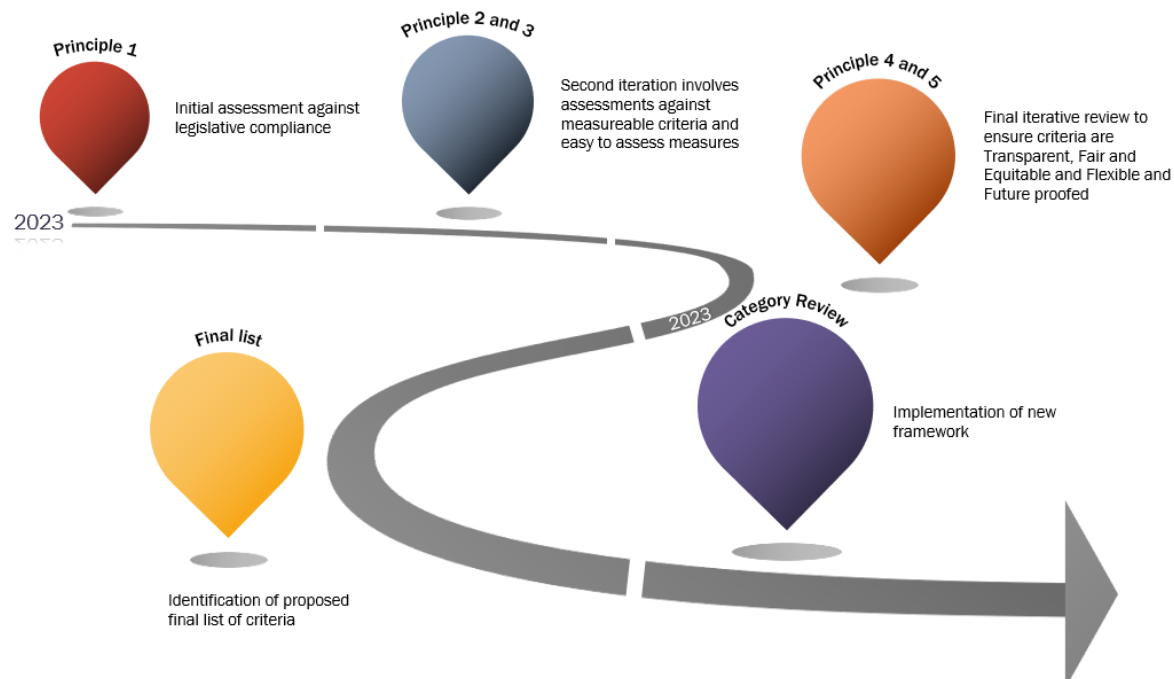 Principle 1
Initial assessment against
legislative compliance
Principle 2 and 3
Second iteration involves
assessments against
measureable criteria and
easy to assess measures
Principle 4 and 5
Final iterative review to
ensure criteria are
Transparent, Fair and
Equitable and Flexible and
Future proofed
2023
2023
Final list
Identification of proposed
final list of criteria
Category Review
Implementation of new
framework